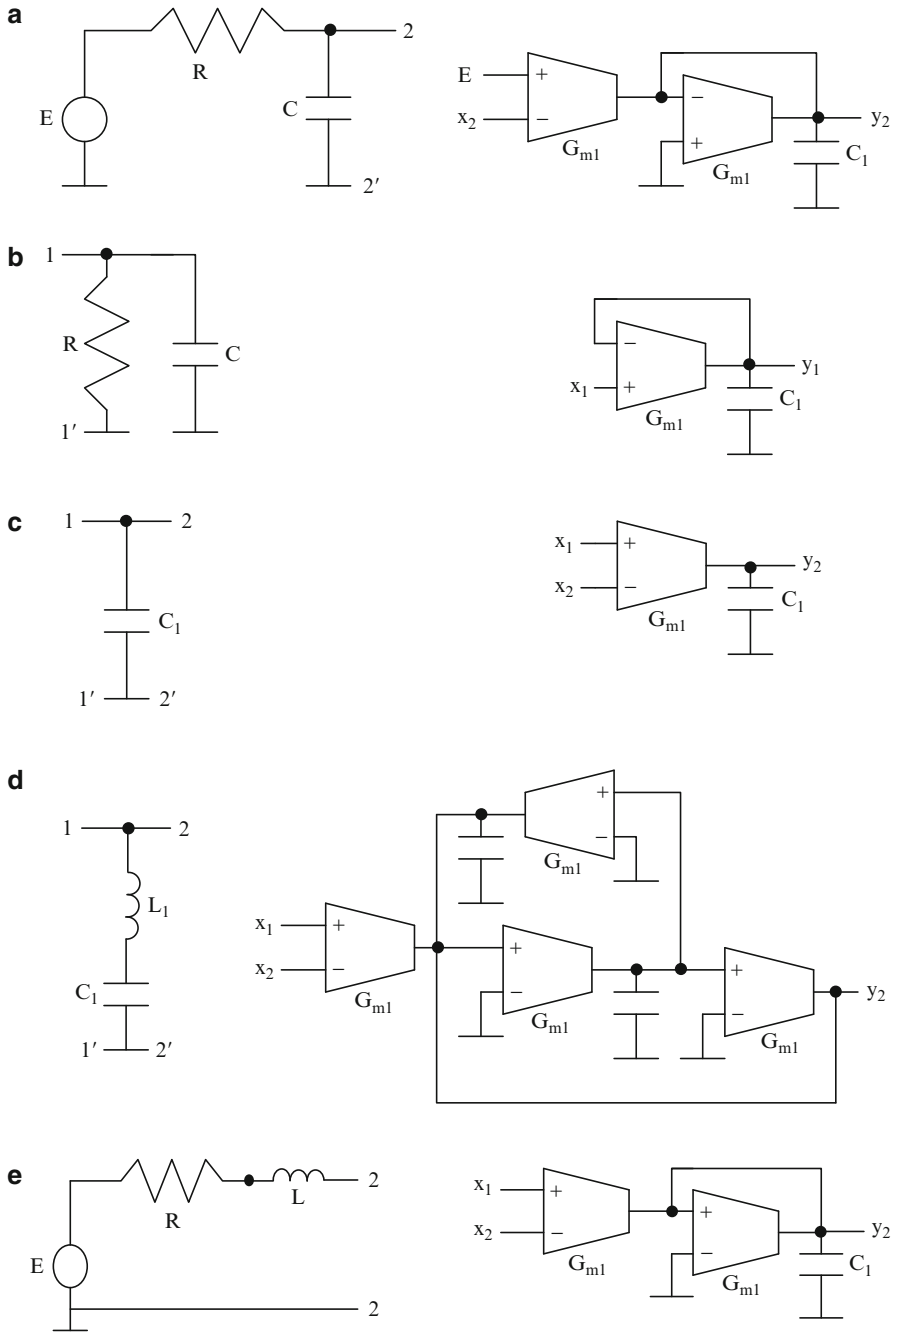 a
2
R
E
C
2′
E
+
x₂
−
Gₘ₁
−
+
Gₘ₁
y₂
C₁
b
1
R
C
1′
−
x₁
+
Gₘ₁
y₁
C₁
c
1
2
C₁
1′
2′
x₁
+
x₂
−
Gₘ₁
y₂
C₁
d
1
2
L₁
C₁
1′
2′
+
−
Gₘ₁
x₁
+
x₂
−
Gₘ₁
+
−
Gₘ₁
+
−
Gₘ₁
y₂
e
R
L
2
E
2
x₁
+
x₂
−
Gₘ₁
+
−
Gₘ₁
y₂
C₁